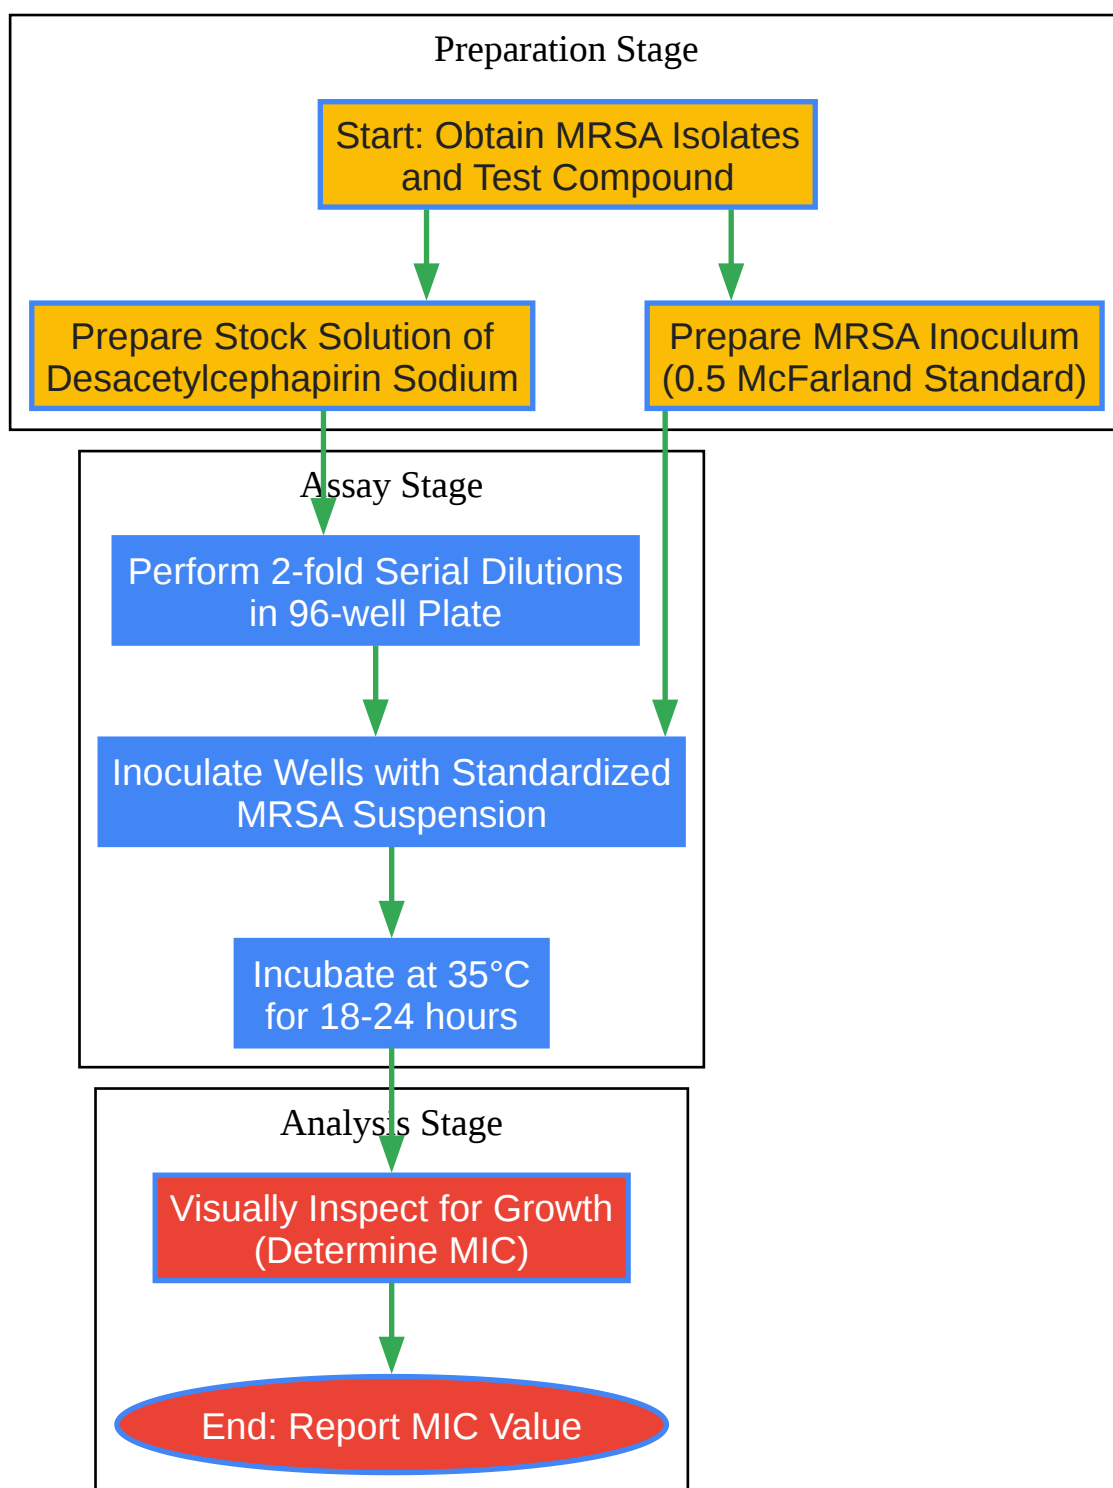 Preparation Stage
Start: Obtain MRSA Isolates
and Test Compound
Prepare Stock Solution of
Desacetylcephapirin Sodium
Prepare MRSA Inoculum
(0.5 McFarland Standard)
Assay Stage
Perform 2-fold Serial Dilutions
in 96-well Plate
Inoculate Wells with Standardized
MRSA Suspension
Incubate at 35°C
for 18-24 hours
Analysis Stage
Visually Inspect for Growth
(Determine MIC)
End: Report MIC Value